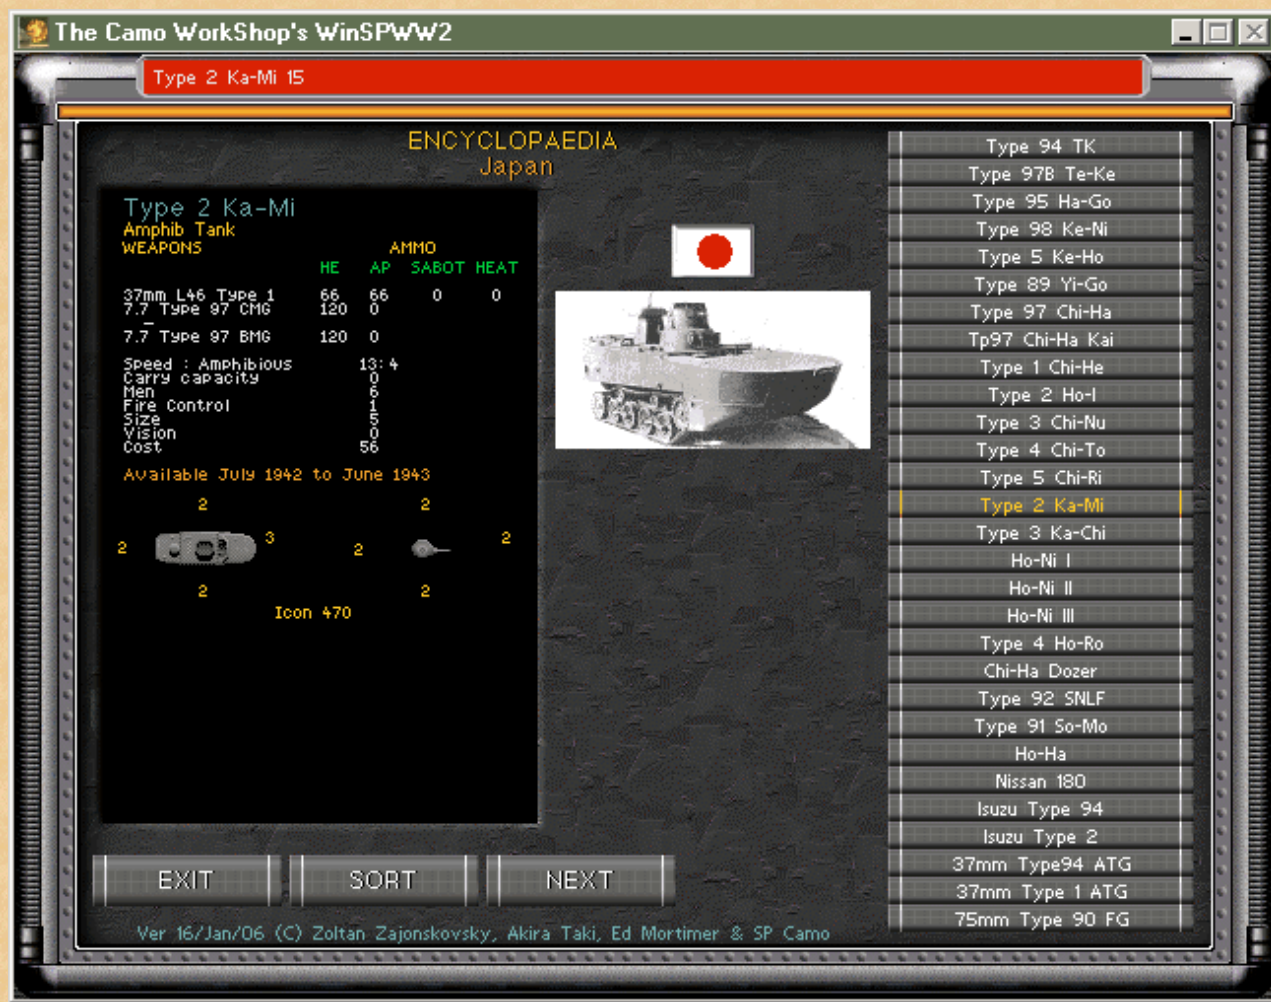 The Camo WorkShop's WinSPWW2
Type 2 Ka-Mi 15
ENCYCLOPAEDIA
Japan
Type 2 Ka-Mi
Amphib Tank
WEAPONS AMMO
HE AP SABOT HEAT
37mm L46 Type 1 66 66 0 0
7.7 Type 97 CMG 120 0
7.7 Type 97 BMG 120 0
Speed : Amphibious 13: 4
Carry capacity 0
Men 6
Fire Control 1
Size 5
Vision 0
Cost 56
Available July 1942 to June 1943
2 2
2 3 2 2
2 2
Icon 470
Type 94 TK
Type 97B Te-Ke
Type 95 Ha-Go
Type 98 Ke-Ni
Type 5 Ke-Ho
Type 89 Yi-Go
Type 97 Chi-Ha
Tp97 Chi-Ha Kai
Type 1 Chi-He
Type 2 Ho-I
Type 3 Chi-Nu
Type 4 Chi-To
Type 5 Chi-Ri
Type 2 Ka-Mi
Type 3 Ka-Chi
Ho-Ni I
Ho-Ni II
Ho-Ni III
Type 4 Ho-Ro
Chi-Ha Dozer
Type 92 SNLF
Type 91 So-Mo
Ho-Ha
Nissan 180
Isuzu Type 94
Isuzu Type 2
37mm Type94 ATG
37mm Type 1 ATG
75mm Type 90 FG
EXIT SORT NEXT
Ver 16/Jan/06 (C) Zoltan Zajonskovsky, Akira Taki, Ed Mortimer & SP Camo